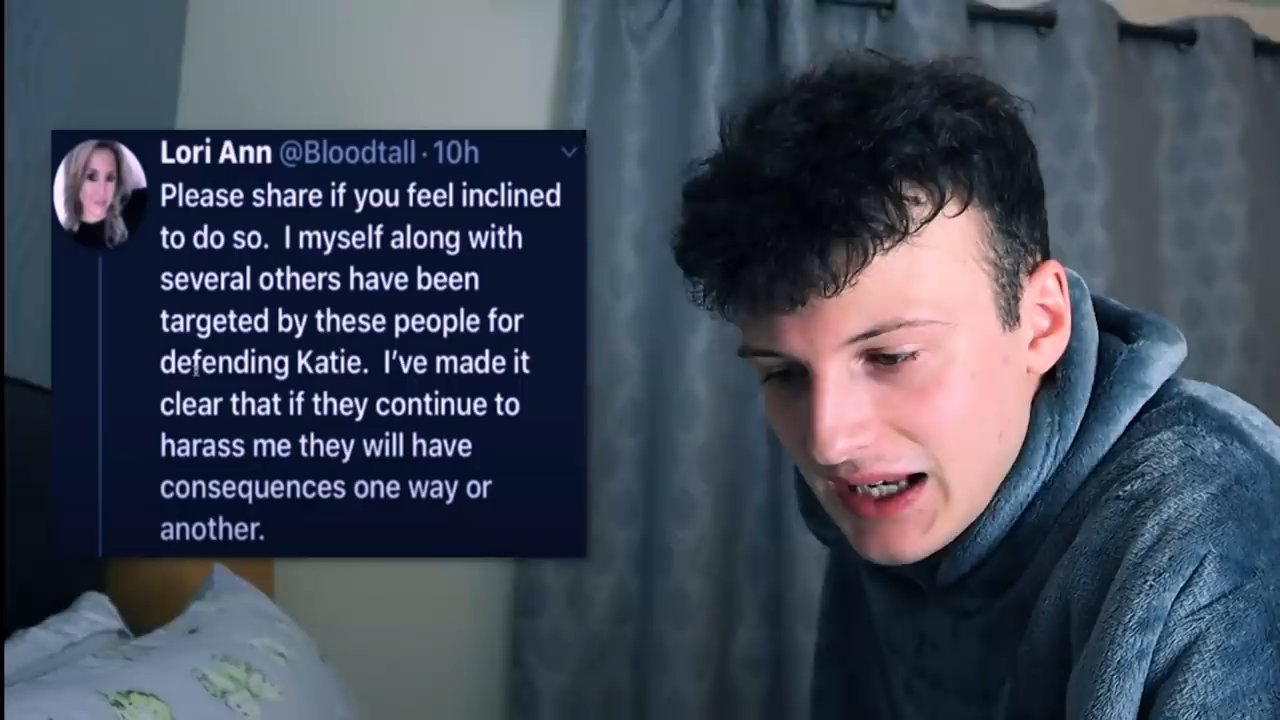 Lori Ann @Bloodtall · 10h
Please share if you feel inclined
to do so.  I myself along with
several others have been
targeted by these people for
defending Katie.  I've made it
clear that if they continue to
harass me they will have
consequences one way or
another.